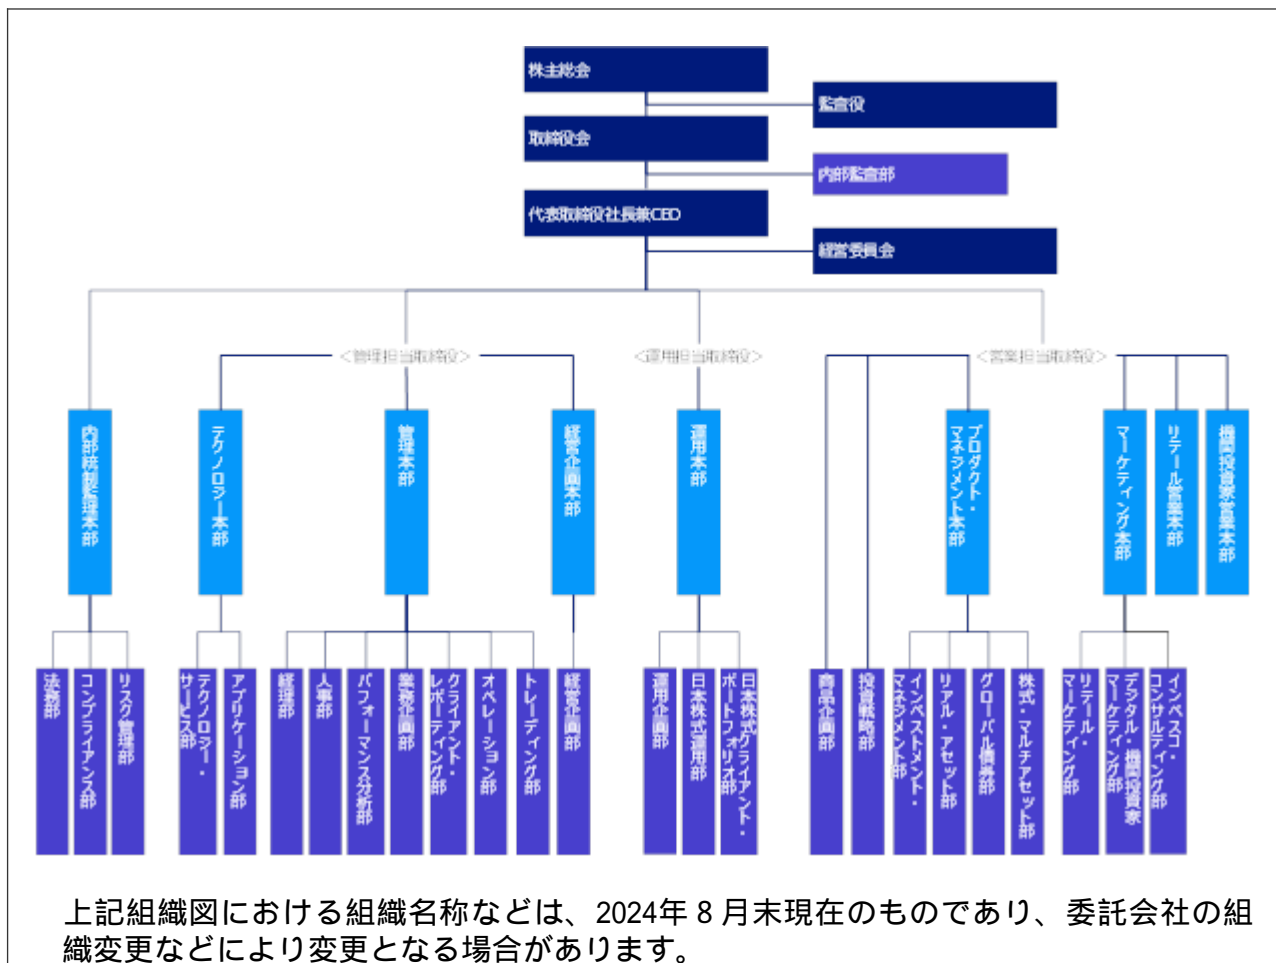 株主総会
監査役
取締役会
内部監査部
代表取締役社長兼CEO
経営委員会
<管理担当取締役>
<運用担当取締役>
<営業担当取締役>
内部統制監理本部
テクノロジー本部
管理本部
経営企画本部
運用本部
プロダクト・
マネジメント本部
マーケティング本部
リテール営業本部
機関投資家営業本部
法務部
コンプライアンス部
リスク管理部
テクノロジー・
サービス部
アプリケーション部
経理部
人事部
パフォーマンス分析部
業務企画部
クライアント・
レポーティング部
オペレーション部
トレーディング部
経営企画部
運用企画部
日本株式運用部
日本株式クライアント・
ポートフォリオ部
商品企画部
投資戦略部
インベストメント・
マネジメント部
リアル・アセット部
グローバル債券部
株式・マルチアセット部
リテール・
マーケティング部
デジタル・機関投資家
マーケティング部
インベスコ・
コンサルティング部
上記組織図における組織名称などは、2024年8月末現在のものであり、委託会社の組
織変更などにより変更となる場合があります。